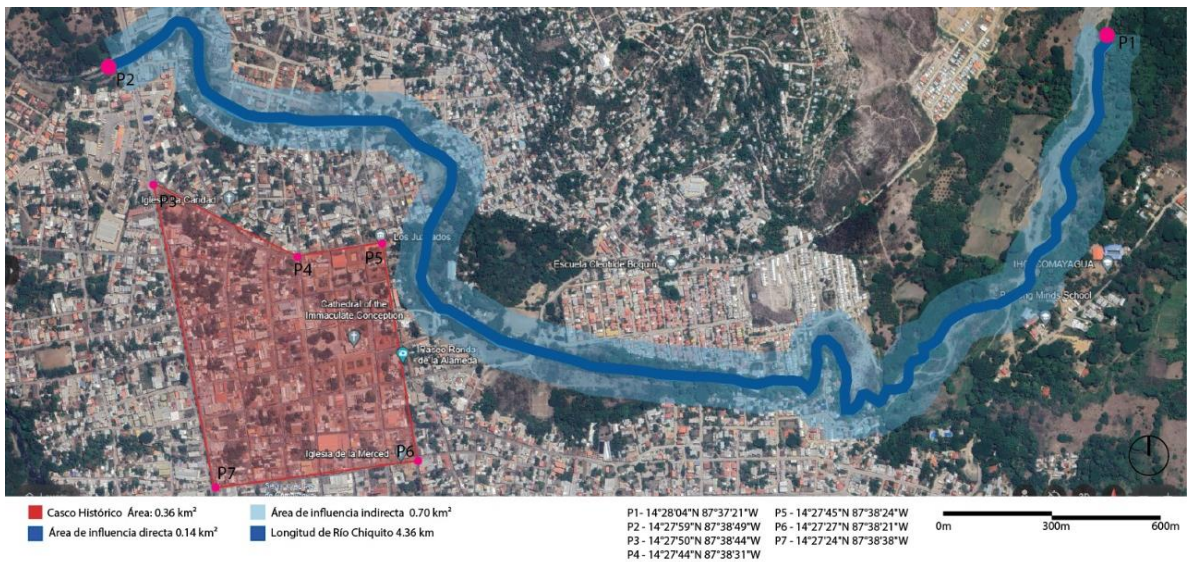 P1
P2
Iglesia la Caridad
P3
Los Juzgados
P4
P5
Escuela Clentilde Boquín
IHCI COMAYAGUA
Minds School
Cathedral of the
Immaculate Conception
Paseo Ronda
de la Alameda
Iglesia de la Merced
P6
P7
Casco Histórico Área: 0.36 km²
Área de influencia indirecta 0.70 km²
Área de influencia directa 0.14 km²
Longitud de Río Chiquito 4.36 km
P1- 14°28'04"N 87°37'21"W
P2 - 14°27'59"N 87°38'49"W
P3 - 14°27'50"N 87°38'44"W
P4 - 14°27'44"N 87°38'31"W
P5 - 14°27'45"N 87°38'24"W
P6 - 14°27'27"N 87°38'21"W
P7 - 14°27'24"N 87°38'38"W
0m 300m 600m